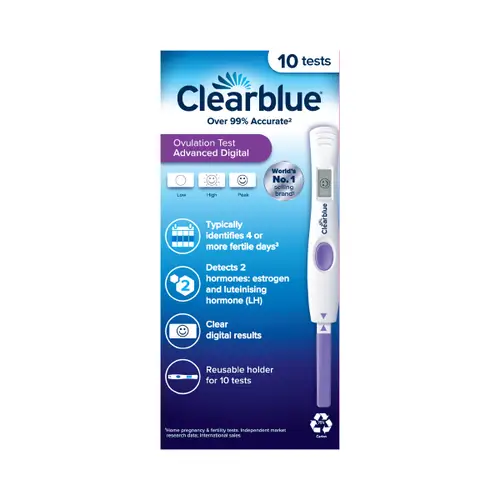 10 tests
Clearblue®
Over 99% Accurate²
Ovulation Test
Advanced Digital
Low
High
Peak
World's
No.1
selling
brand¹
Typically
identifies 4 or
more fertile days³
Detects 2
hormones: estrogen
and luteinising
hormone (LH)
2
Clear
digital results
Reusable holder
for 10 tests
Clearblue
¹Home pregnancy & fertility tests. Independent market
research data; international sales
Carton